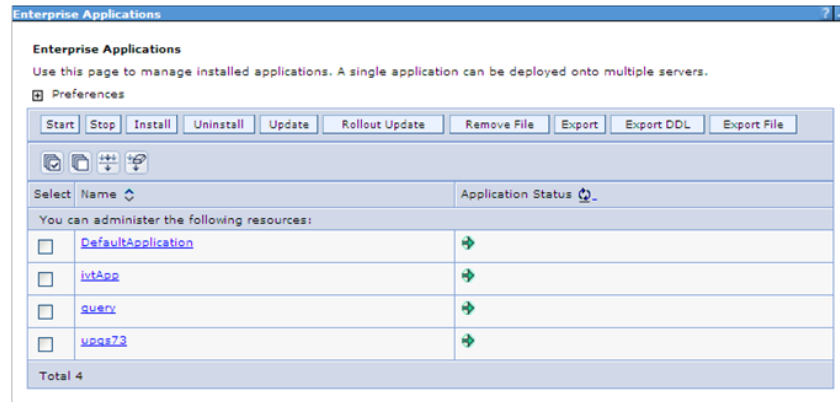 Enterprise Applications
?
Enterprise Applications
Use this page to manage installed applications. A single application can be deployed onto multiple servers.
Preferences
Start Stop Install Uninstall Update Rollout Update Remove File Export Export DDL Export File
Select Name Application Status
You can administer the following resources:
DefaultApplication
ivtApp
query
upgs73
Total 4